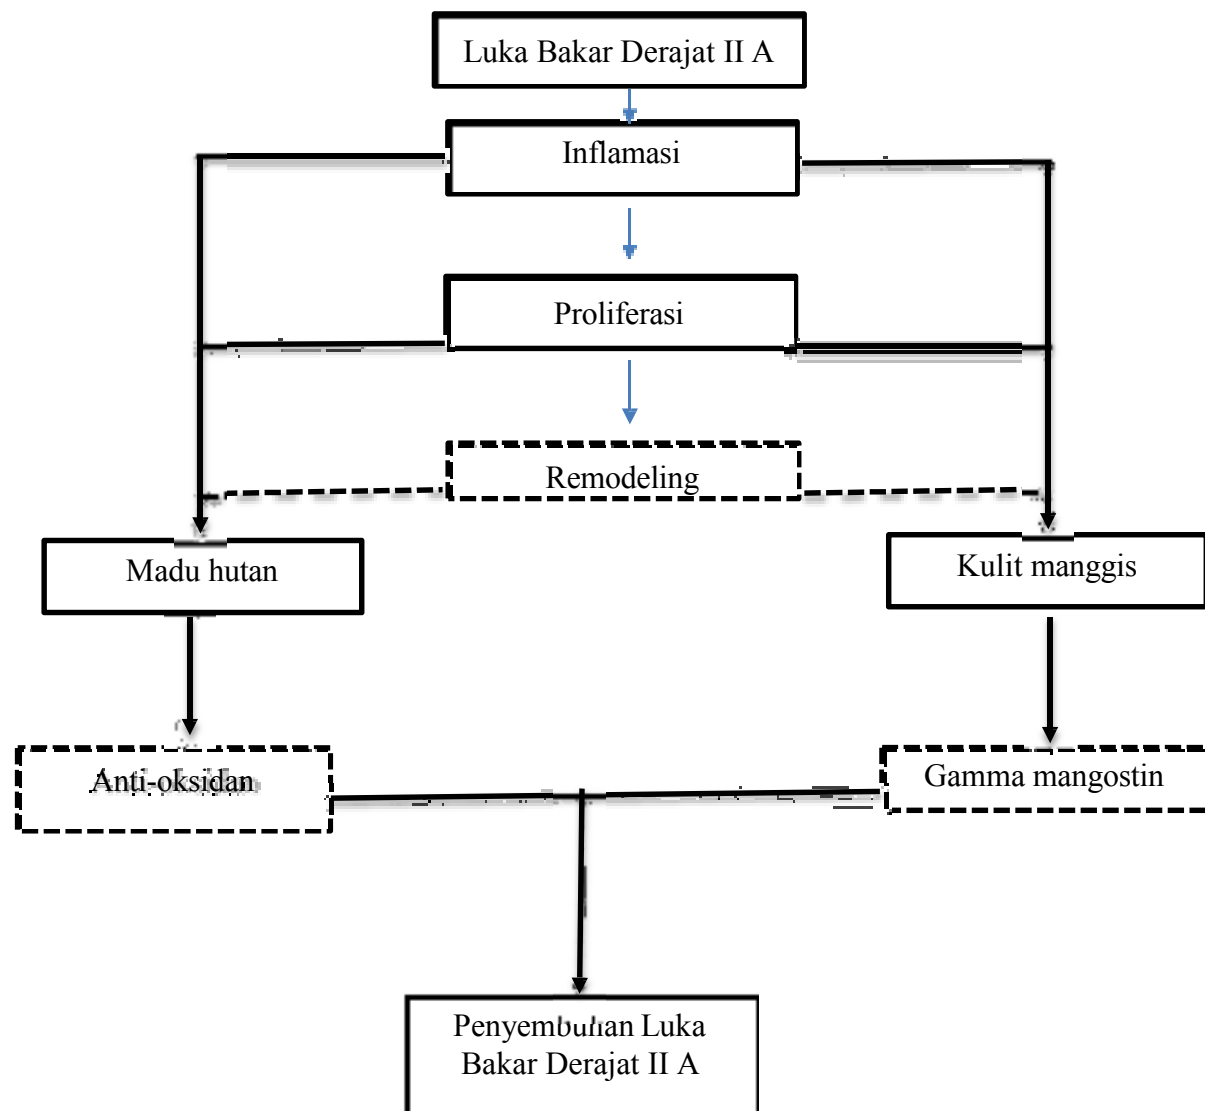 Luka Bakar Derajat II A
Inflamasi
Proliferasi
Remodeling
Madu hutan
Kulit manggis
Anti-oksidan
Gamma mangostin
Penyembuhan Luka
Bakar Derajat II A